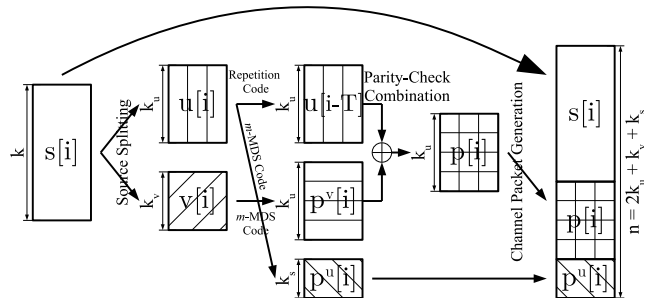 k
s[i]
Source Splitting
k_u
u[i]
k_v
v[i]
Repetition
Code
m-MDS Code
m-MDS
Code
k_u
u[i-T]
k_u
p^v[i]
k_s
p^u[i]
Parity-Check
Combination
k_u
p[i]
Channel Packet Generation
s[i]
p[i]
p^u[i]
n = 2k_u + k_v + k_s